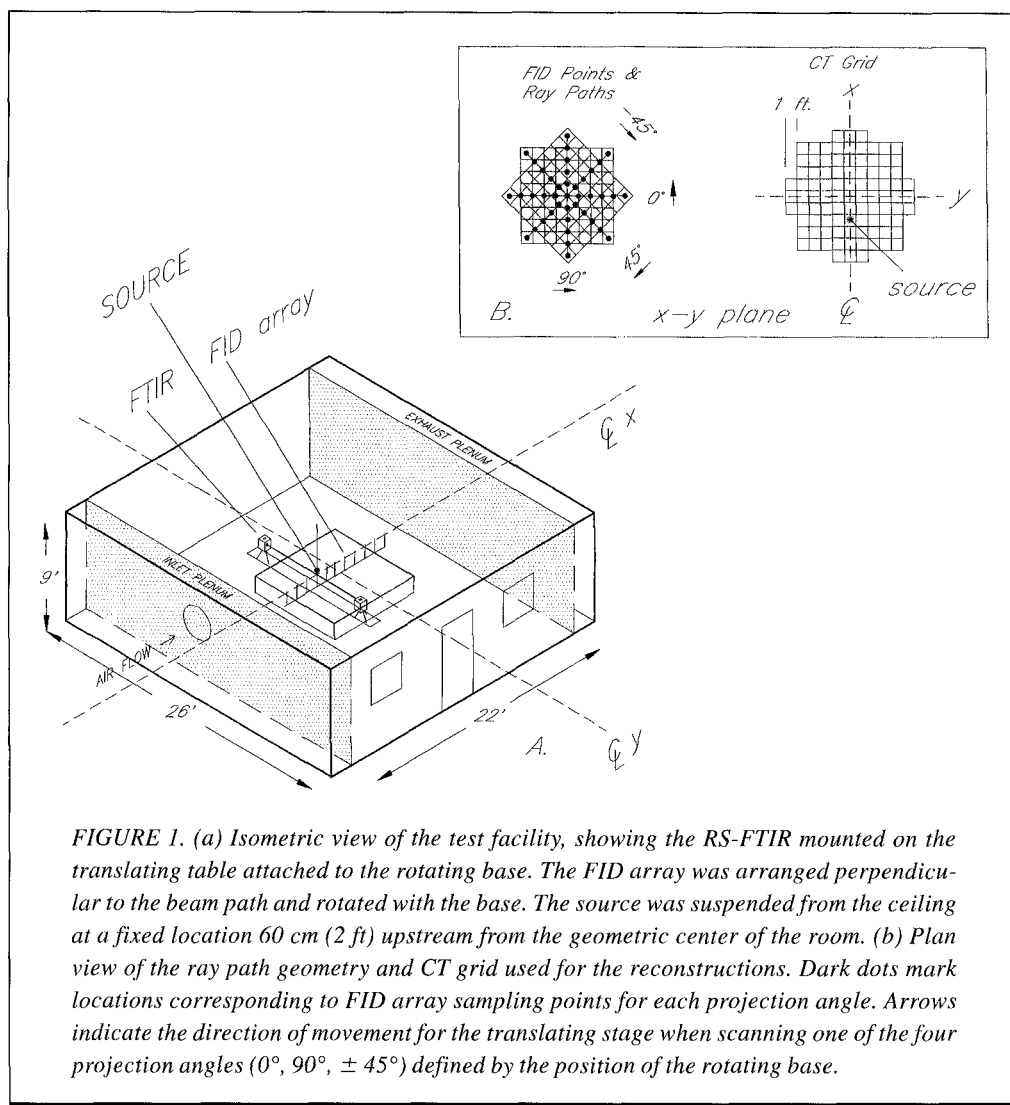 FID Points &
Ray Paths
-45°
0°
45°
90°
B.
x-y plane
CT Grid
x
1 ft.
y
source
℄
SOURCE
FID array
FTIR
EXHAUST PLENUM
℄ x
INLET PLENUM
9'
AIR FLOW
26'
22'
A.
℄ y
FIGURE 1. (a) Isometric view of the test facility, showing the RS-FTIR mounted on the
translating table attached to the rotating base. The FID array was arranged perpendicu-
lar to the beam path and rotated with the base. The source was suspended from the ceiling
at a fixed location 60 cm (2 ft) upstream from the geometric center of the room. (b) Plan
view of the ray path geometry and CT grid used for the reconstructions. Dark dots mark
locations corresponding to FID array sampling points for each projection angle. Arrows
indicate the direction of movement for the translating stage when scanning one of the four
projection angles (0°, 90°, ± 45°) defined by the position of the rotating base.